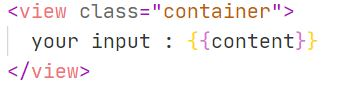 <view class="container">
  your input : {{content}}
</view>